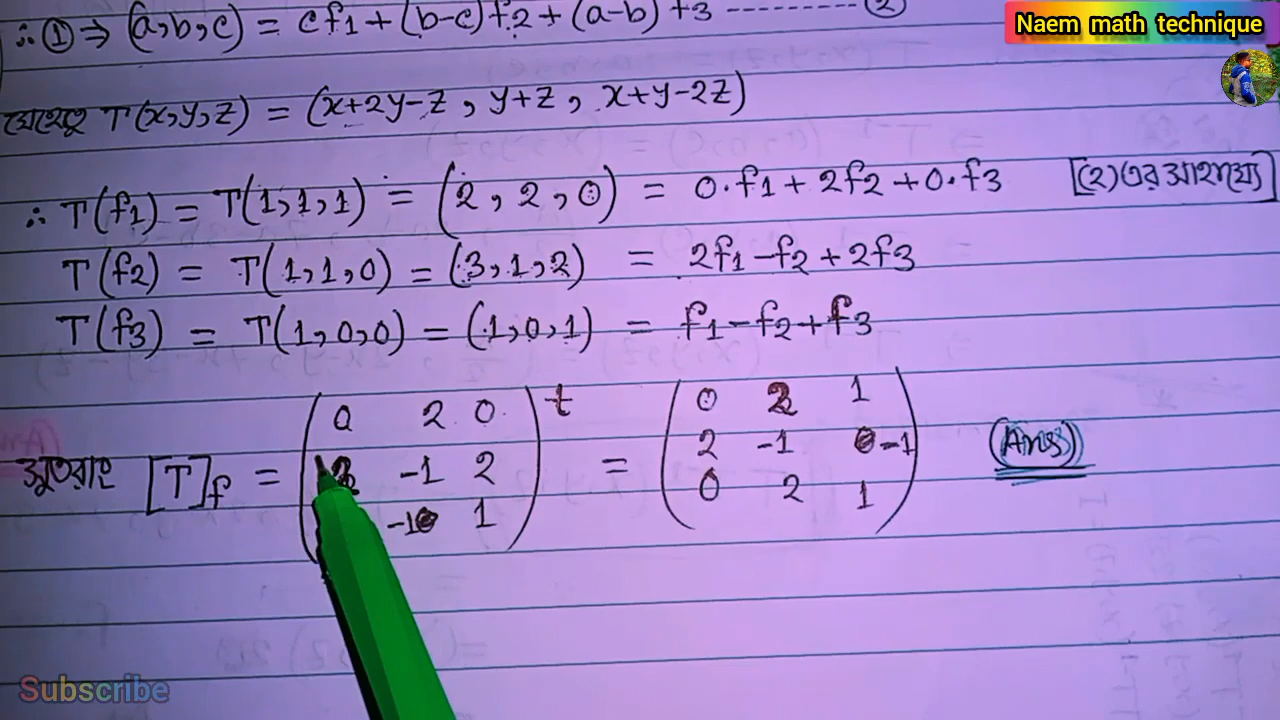 Naem math technique
∴ ① ⇒ (a,b,c) = cf1 + (b-c)f2 + (a-b)f3 --------- ②
যেহেতু T(x,y,z) = (x+2y-z, y+z, x+y-2z)
∴ T(f1) = T(1,1,1) = (2, 2, 0) = 0·f1 + 2f2 + 0·f3 [(২) এর সাহায্যে]
T(f2) = T(1,1,0) = (3,1,2) = 2f1 - f2 + 2f3
T(f3) = T(1,0,0) = (1,0,1) = f1 - f2 + f3
0 2 0 t 0 2 1
সুতরাং [T]f = 2 -1 2 = 2 -1 -1 (Ans)
-1 1 0 2 1
Subscribe